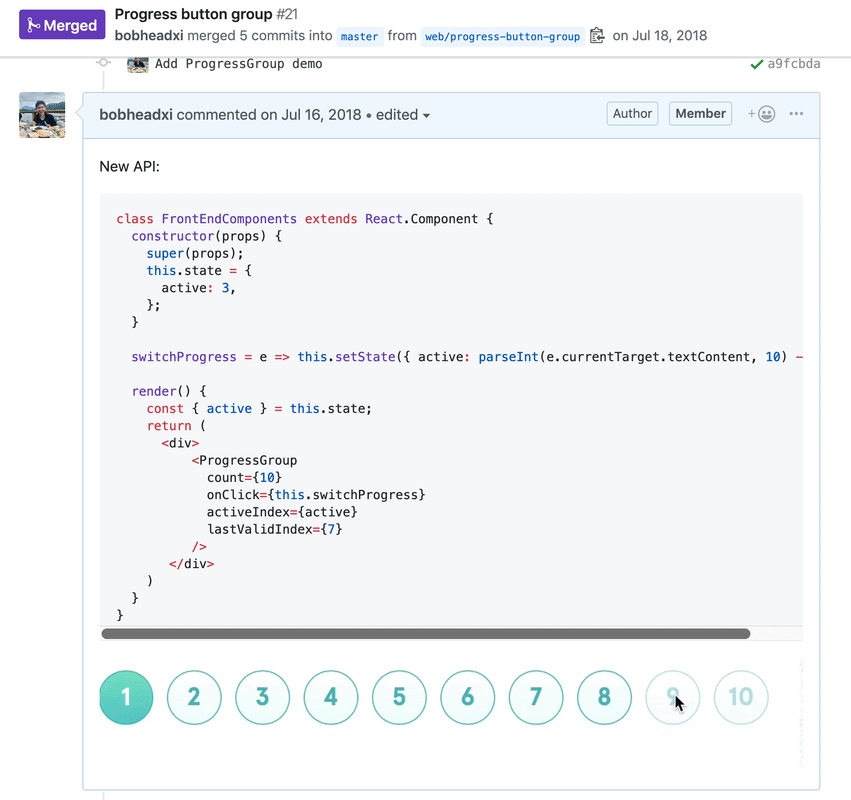 Merged
Progress button group #21
bobheadxi merged 5 commits into master from web/progress-button-group on Jul 18, 2018
Add ProgressGroup demo
a9fcbda
bobheadxi commented on Jul 16, 2018 • edited
Author
Member
New API:
class FrontEndComponents extends React.Component {
  constructor(props) {
    super(props);
    this.state = {
      active: 3,
    };
  }

  switchProgress = e => this.setState({ active: parseInt(e.currentTarget.textContent, 10) -

  render() {
    const { active } = this.state;
    return (
      <div>
          <ProgressGroup
            count={10}
            onClick={this.switchProgress}
            activeIndex={active}
            lastValidIndex={7}
          />
       </div>
    )
  }
}
1 2 3 4 5 6 7 8 9 10